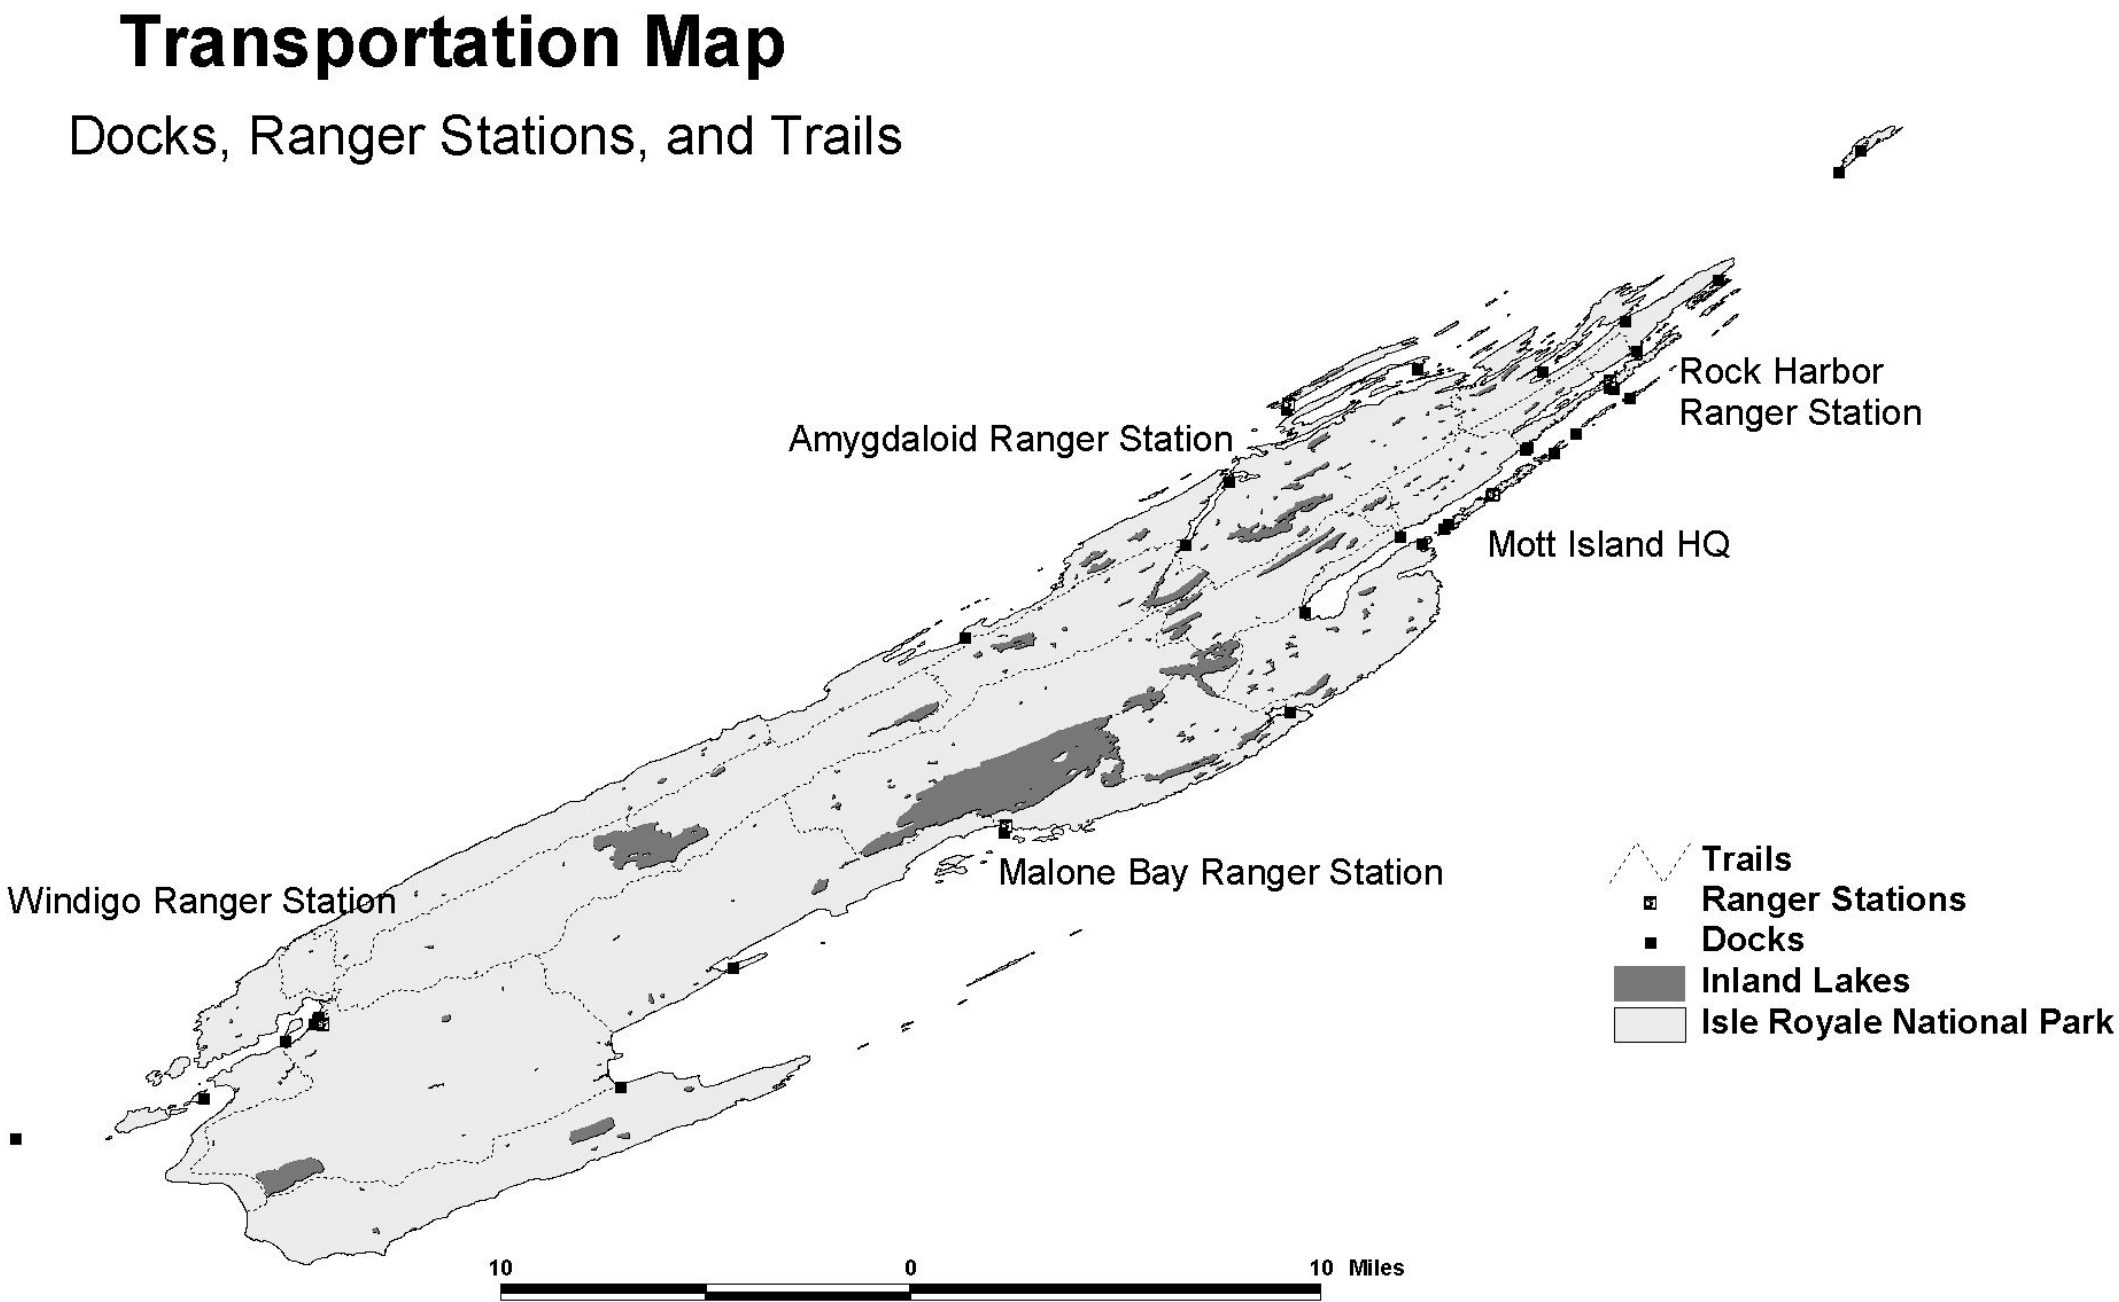 Transportation Map
Docks, Ranger Stations, and Trails
Rock Harbor
Ranger Station
Amygdaloid Ranger Station
Mott Island HQ
Malone Bay Ranger Station
Windigo Ranger Station
Trails
Ranger Stations
Docks
Inland Lakes
Isle Royale National Park
10 0 10 Miles